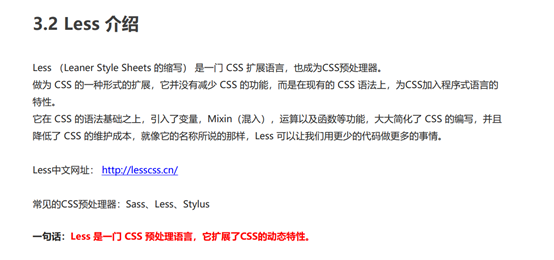 3.2 Less 介绍
Less （Leaner Style Sheets 的缩写） 是一门 CSS 扩展语言，也成为CSS预处理器。
做为 CSS 的一种形式的扩展，它并没有减少 CSS 的功能，而是在现有的 CSS 语法上，为CSS加入程序式语言的
特性。
它在 CSS 的语法基础之上，引入了变量，Mixin（混入），运算以及函数等功能，大大简化了 CSS 的编写，并且
降低了 CSS 的维护成本，就像它的名称所说的那样，Less 可以让我们用更少的代码做更多的事情。
Less中文网址： http://lesscss.cn/
常见的CSS预处理器：Sass、Less、Stylus
一句话：Less 是一门 CSS 预处理语言，它扩展了CSS的动态特性。